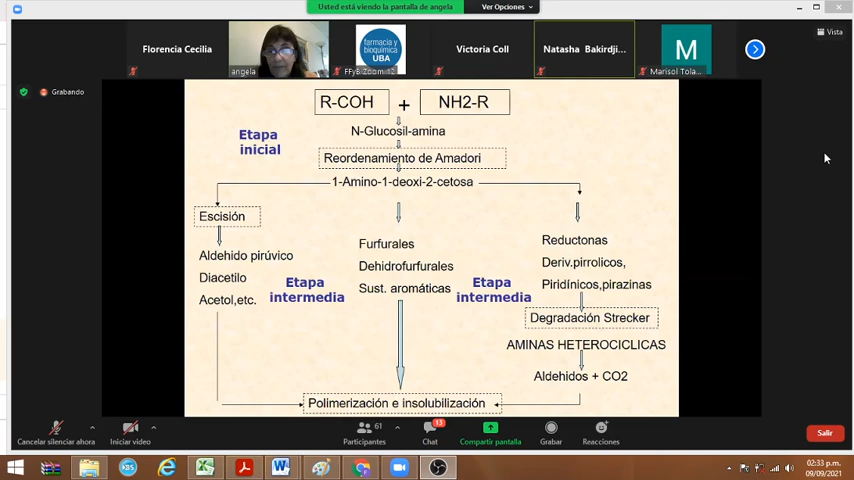 Usted está viendo la pantalla de angela
Ver Opciones
Vista
Florencia Cecilia
farmacia y
bioquímica
UBA
Victoria Coll
Natasha Bakirdji...
M
angela
FFyB Zoom 12
Marisol Tola...
Grabando
R-COH + NH2-R
N-Glucosil-amina
Etapa
inicial
Reordenamiento de Amadori
1-Amino-1-deoxi-2-cetosa
Escisión
Aldehido pirúvico
Diacetilo
Acetol,etc.
Etapa
intermedia
Furfurales
Dehidrofurfurales
Sust. aromáticas
Etapa
intermedia
Reductonas
Deriv.pirrolicos,
Piridínicos,pirazinas
Degradación Strecker
AMINAS HETEROCICLICAS
Aldehidos + CO2
Polimerización e insolubilización
Cancelar silenciar ahora
Iniciar video
61
Participantes
13
Chat
Compartir pantalla
Grabar
Reacciones
Salir
02:33 p.m.
09/09/2021